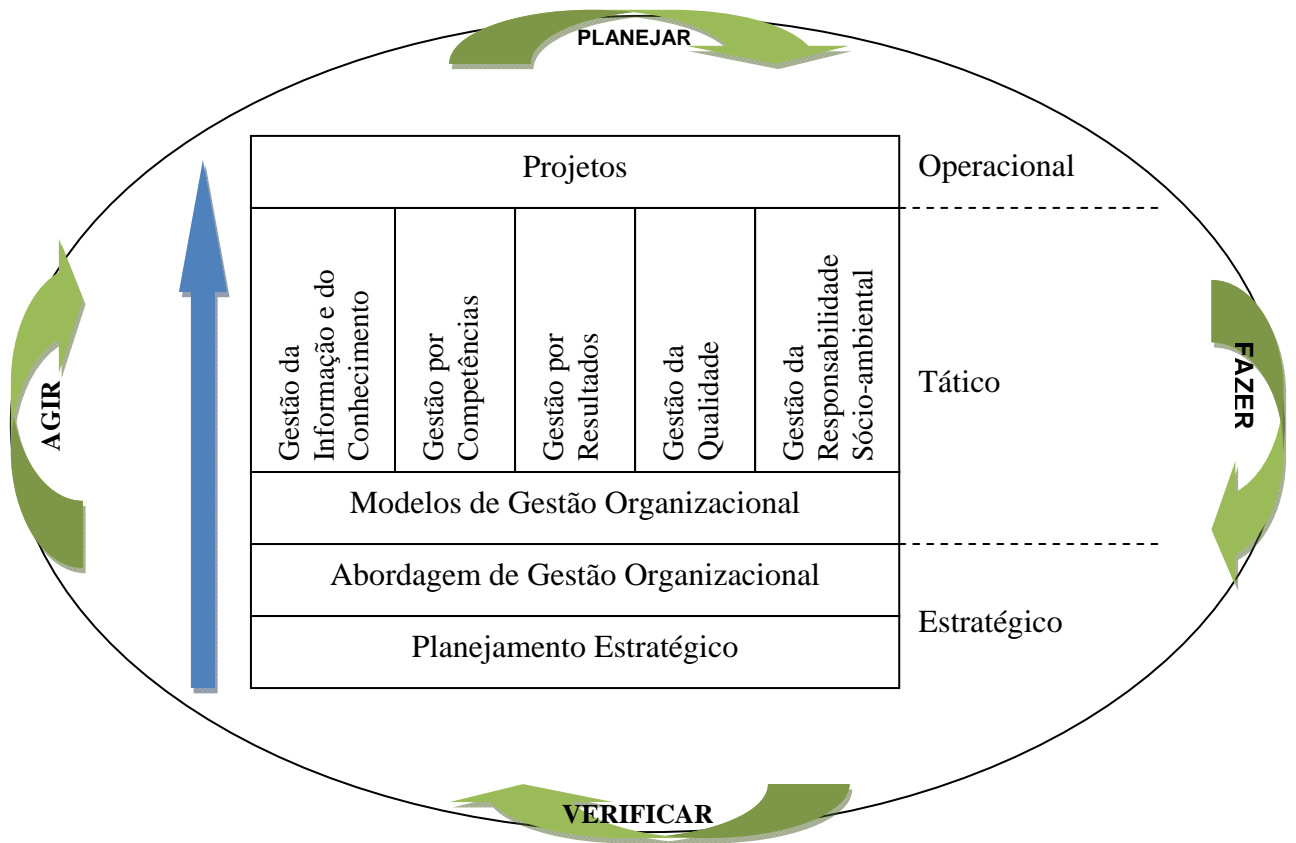 PLANEJAR
Projetos
Operacional
Gestão da
Informação e do
Conhecimento
Gestão por
Competências
Gestão por
Resultados
Gestão da
Qualidade
Gestão da
Responsabilidade
Sócio-ambiental
Tático
AGIR
FAZER
Modelos de Gestão Organizacional
Abordagem de Gestão Organizacional
Estratégico
Planejamento Estratégico
VERIFICAR